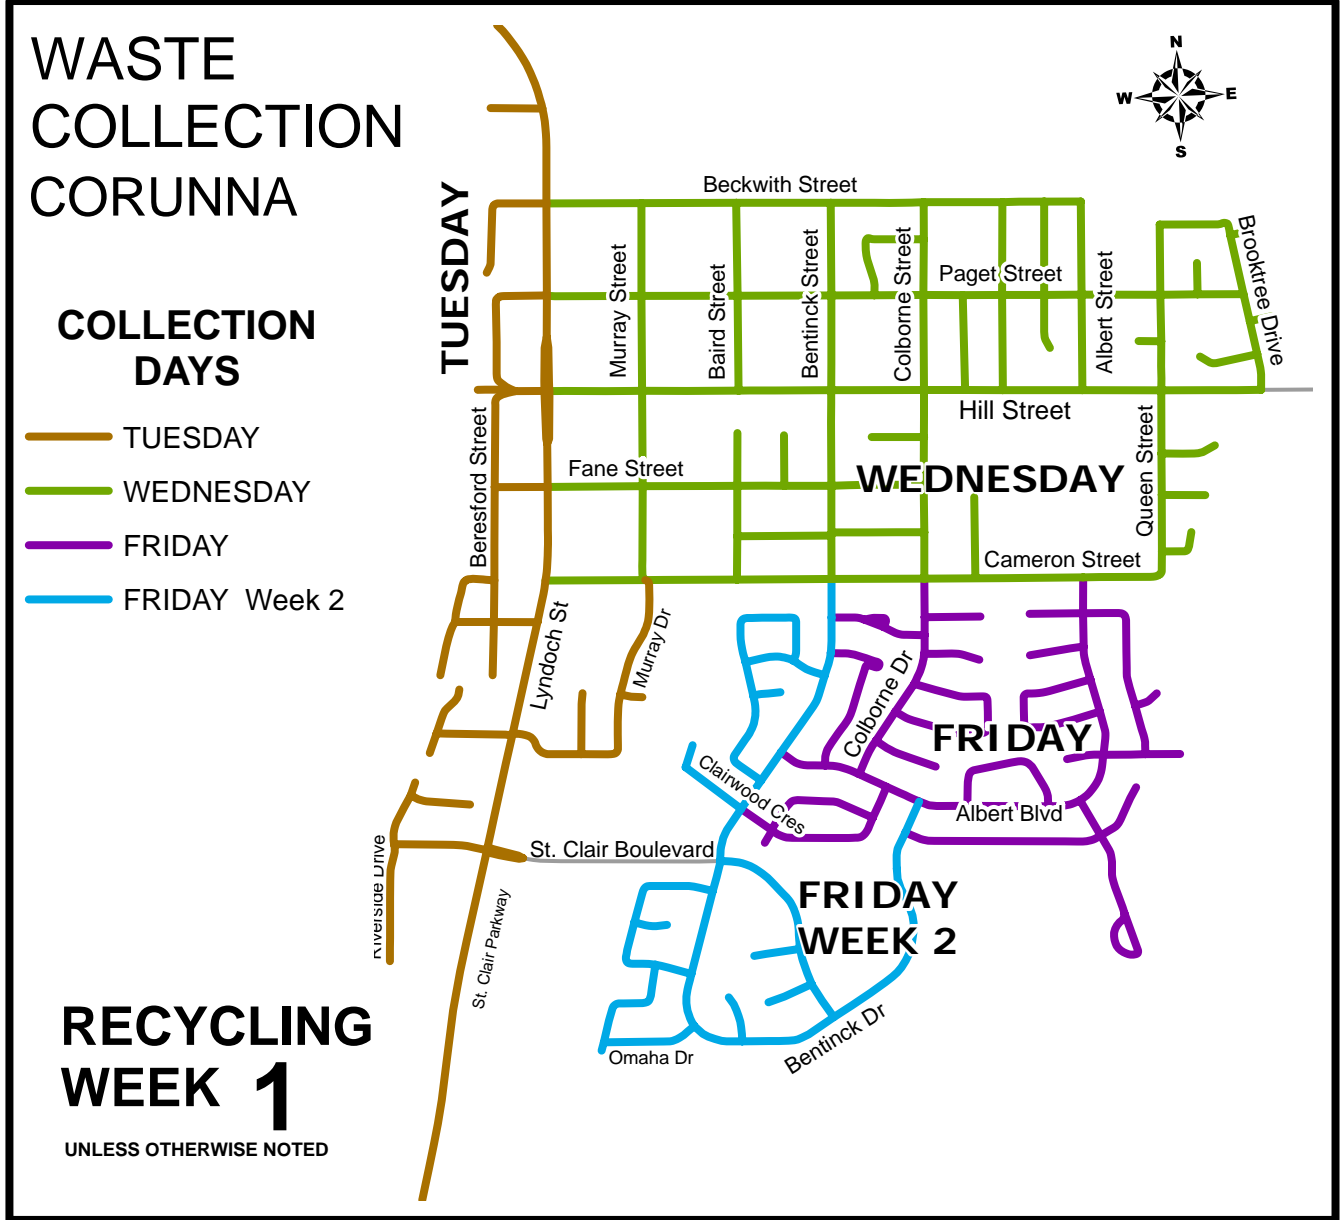 WASTE
COLLECTION
CORUNNA
N
W
E
S
COLLECTION
DAYS
TUESDAY
WEDNESDAY
FRIDAY
FRIDAY Week 2
TUESDAY
Beckwith Street
Murray Street
Baird Street
Bentinck Street
Colborne Street
Paget Street
Albert Street
Brooktree Drive
Hill Street
Beresford Street
Fane Street
WEDNESDAY
Queen Street
Cameron Street
Lyndoch St
Murray Dr
Colborne Dr
FRIDAY
Clairwood Cres
Albert Blvd
St. Clair Boulevard
Riverside Drive
St. Clair Parkway
FRIDAY
WEEK 2
Bentinck Dr
Omaha Dr
RECYCLING
WEEK 1
UNLESS OTHERWISE NOTED